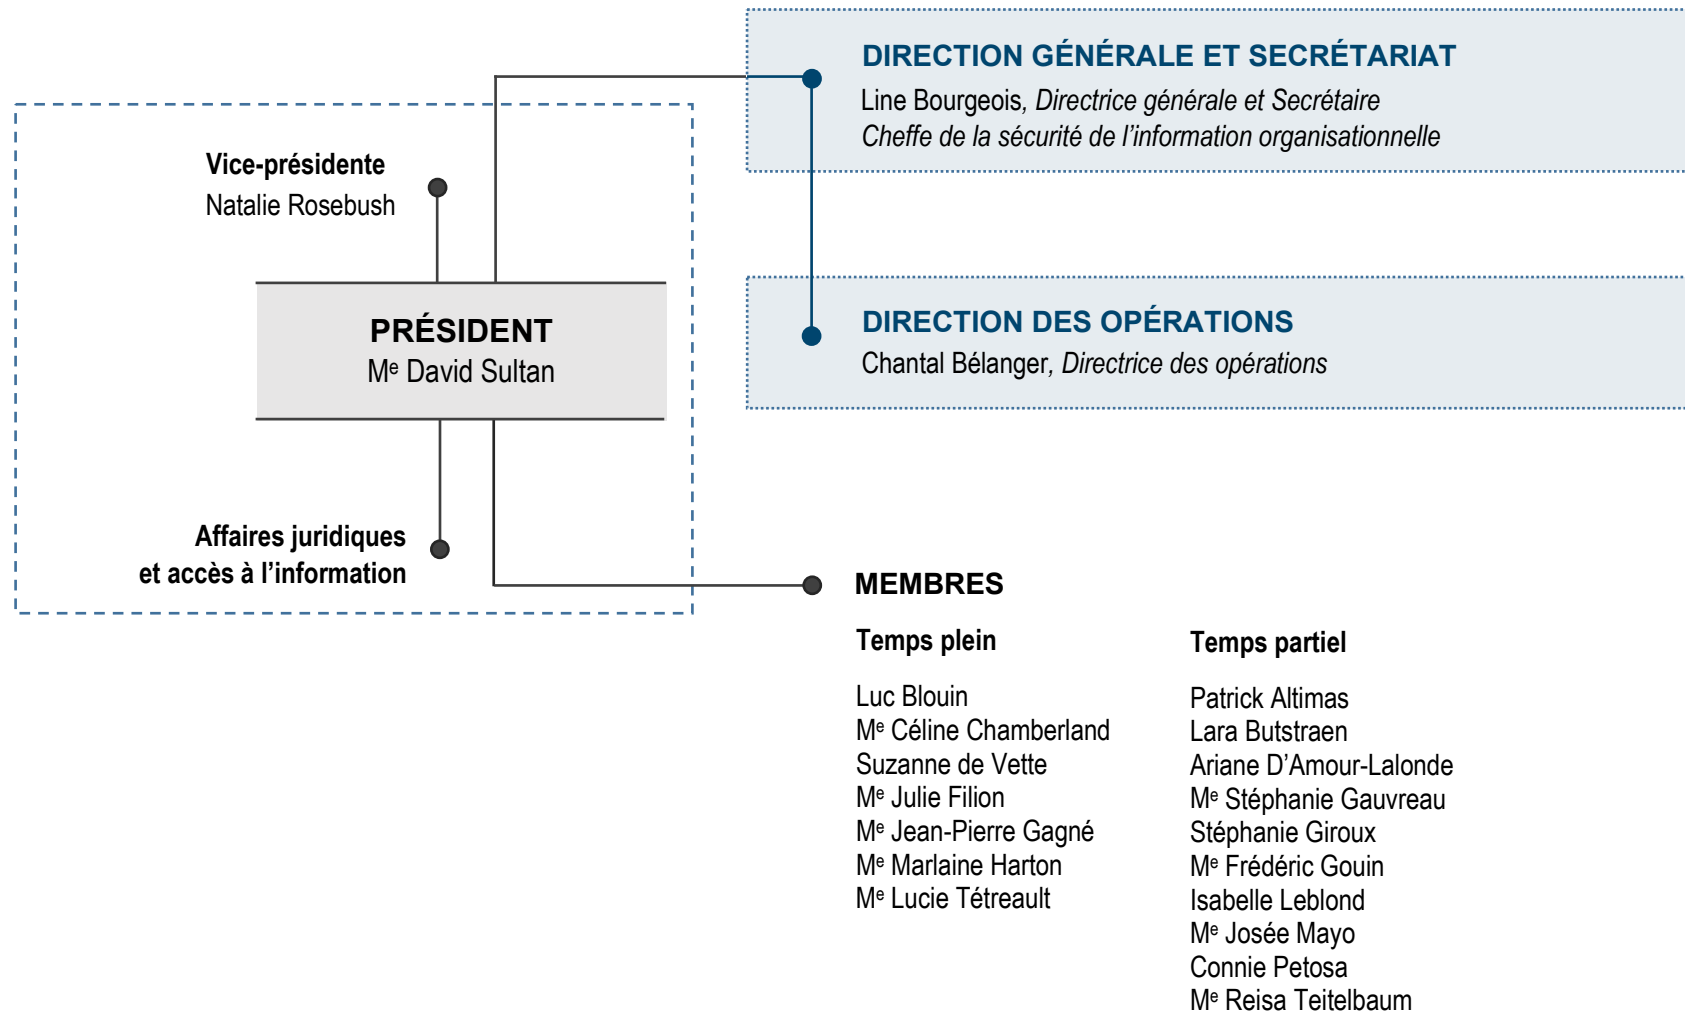 DIRECTION GÉNÉRALE ET SECRÉTARIAT
Line Bourgeois, Directrice générale et Secrétaire
Cheffe de la sécurité de l’information organisationnelle
Vice-présidente
Natalie Rosebush
PRÉSIDENT
Mᵉ David Sultan
DIRECTION DES OPÉRATIONS
Chantal Bélanger, Directrice des opérations
Affaires juridiques
et accès à l’information
MEMBRES
Temps plein
Luc Blouin
Mᵉ Céline Chamberland
Suzanne de Vette
Mᵉ Julie Filion
Mᵉ Jean-Pierre Gagné
Mᵉ Marlaine Harton
Mᵉ Lucie Tétreault
Temps partiel
Patrick Altimas
Lara Butstraen
Ariane D’Amour-Lalonde
Mᵉ Stéphanie Gauvreau
Stéphanie Giroux
Mᵉ Frédéric Gouin
Isabelle Leblond
Mᵉ Josée Mayo
Connie Petosa
Mᵉ Reisa Teitelbaum